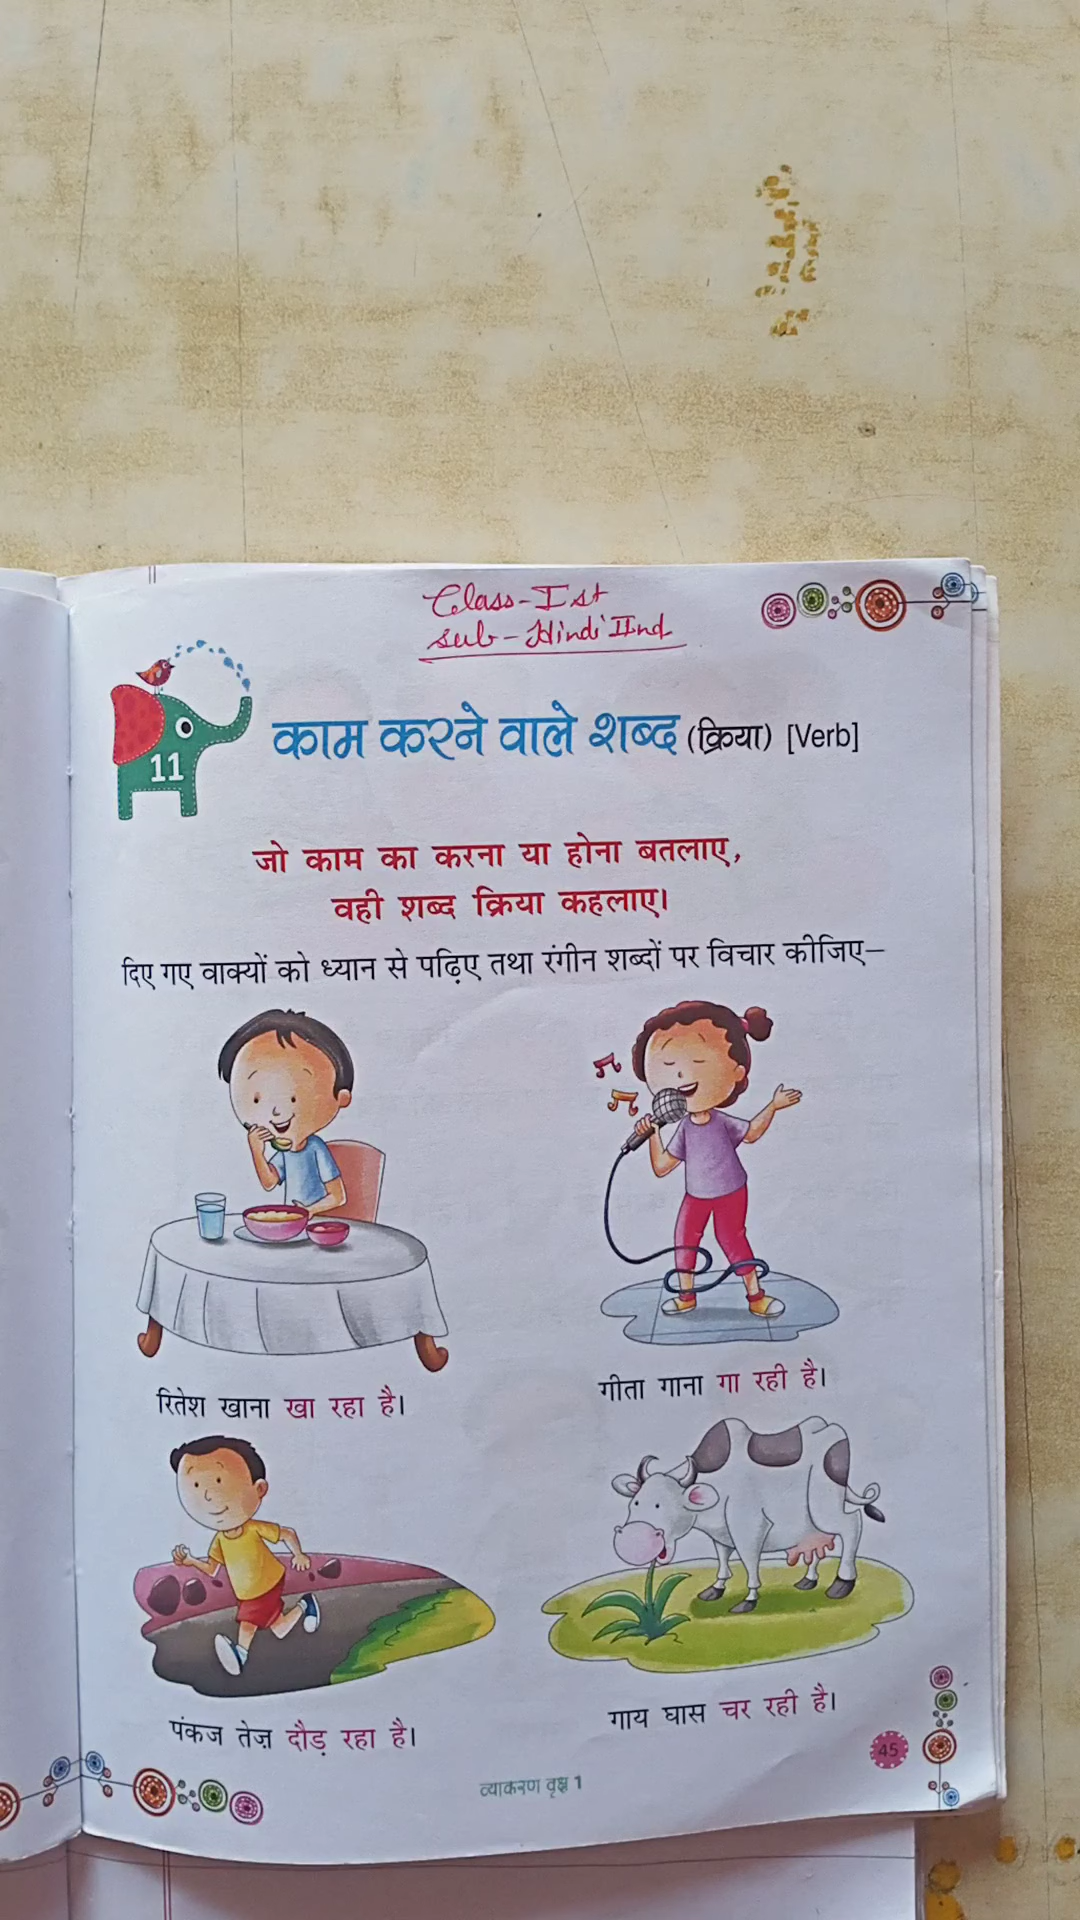 Class-Ist
Sub-Hindi IInd
11
काम करने वाले शब्द (क्रिया) [Verb]
जो काम का करना या होना बतलाए,
वही शब्द क्रिया कहलाए।
दिए गए वाक्यों को ध्यान से पढ़िए तथा रंगीन शब्दों पर विचार कीजिए–
रितेश खाना खा रहा है।
गीता गाना गा रही है।
पंकज तेज़ दौड़ रहा है।
गाय घास चर रही है।
45
व्याकरण वृक्ष 1